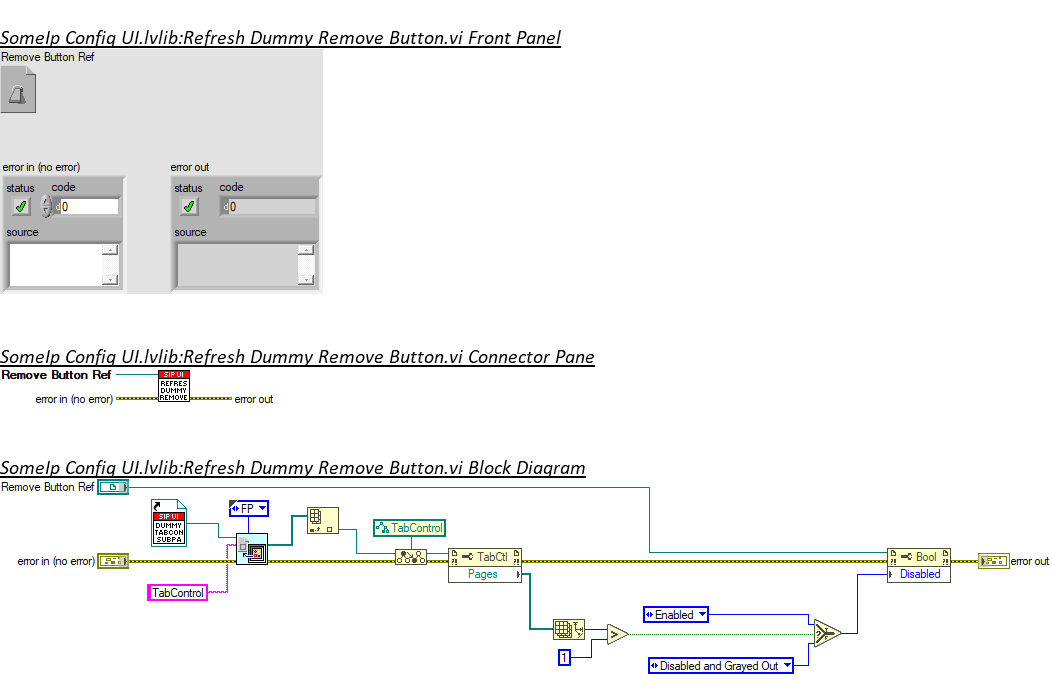 SomeIp Config UI.lvlib:Refresh Dummy Remove Button.vi Front Panel
Remove Button Ref
error in (no error)
error out
status
code
status
code
d0
d0
source
source
SomeIp Config UI.lvlib:Refresh Dummy Remove Button.vi Connector Pane
Remove Button Ref
SIP UI
REFRES
DUMMY
REMOVE
error in (no error)
error out
SomeIp Config UI.lvlib:Refresh Dummy Remove Button.vi Block Diagram
Remove Button Ref
SIP UI
DUMMY
TABCON
SUBPA
FP
TabControl
error in (no error)
TabCtl
Pages
Bool
Disabled
error out
TabControl
Enabled
1
>
?
Disabled and Grayed Out